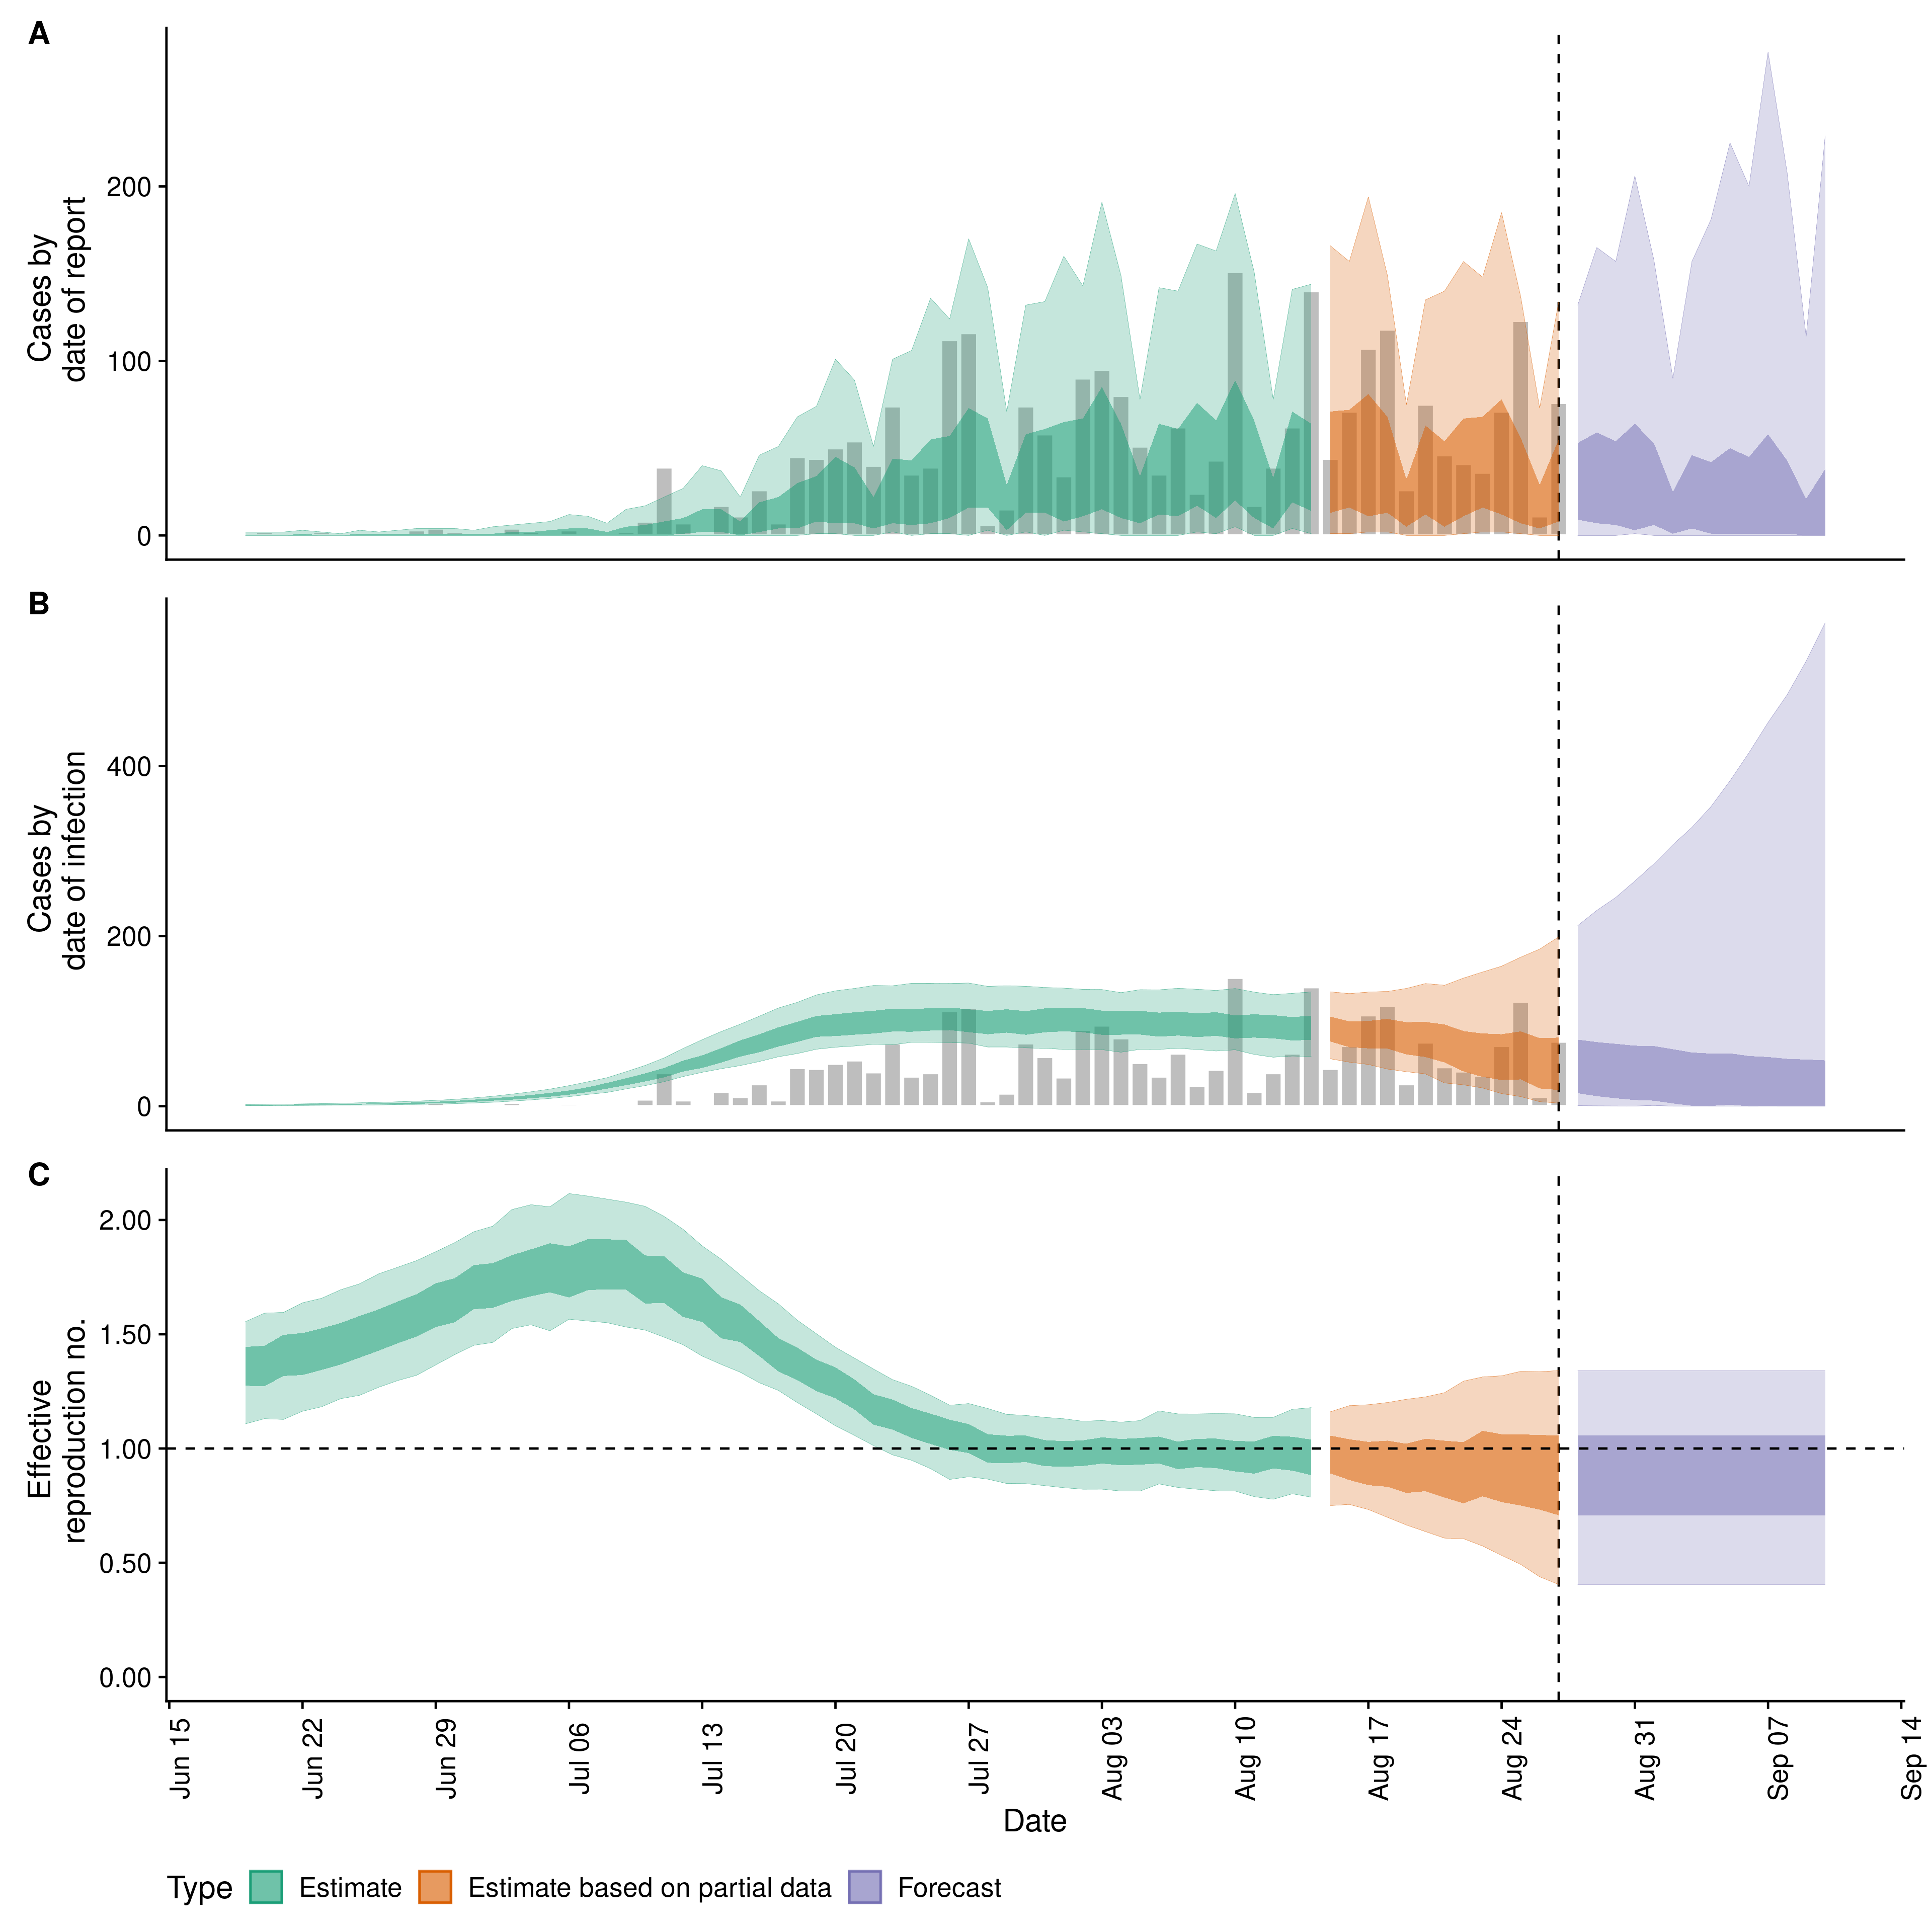 A
Cases by
date of report
200
100
0
B
Cases by
date of infection
400
200
0
C
Effective
reproduction no.
2.00
1.50
1.00
0.50
0.00
Jun 15
Jun 22
Jun 29
Jul 06
Jul 13
Jul 20
Jul 27
Aug 03
Aug 10
Aug 17
Aug 24
Aug 31
Sep 07
Sep 14
Date
Type Estimate Estimate based on partial data Forecast